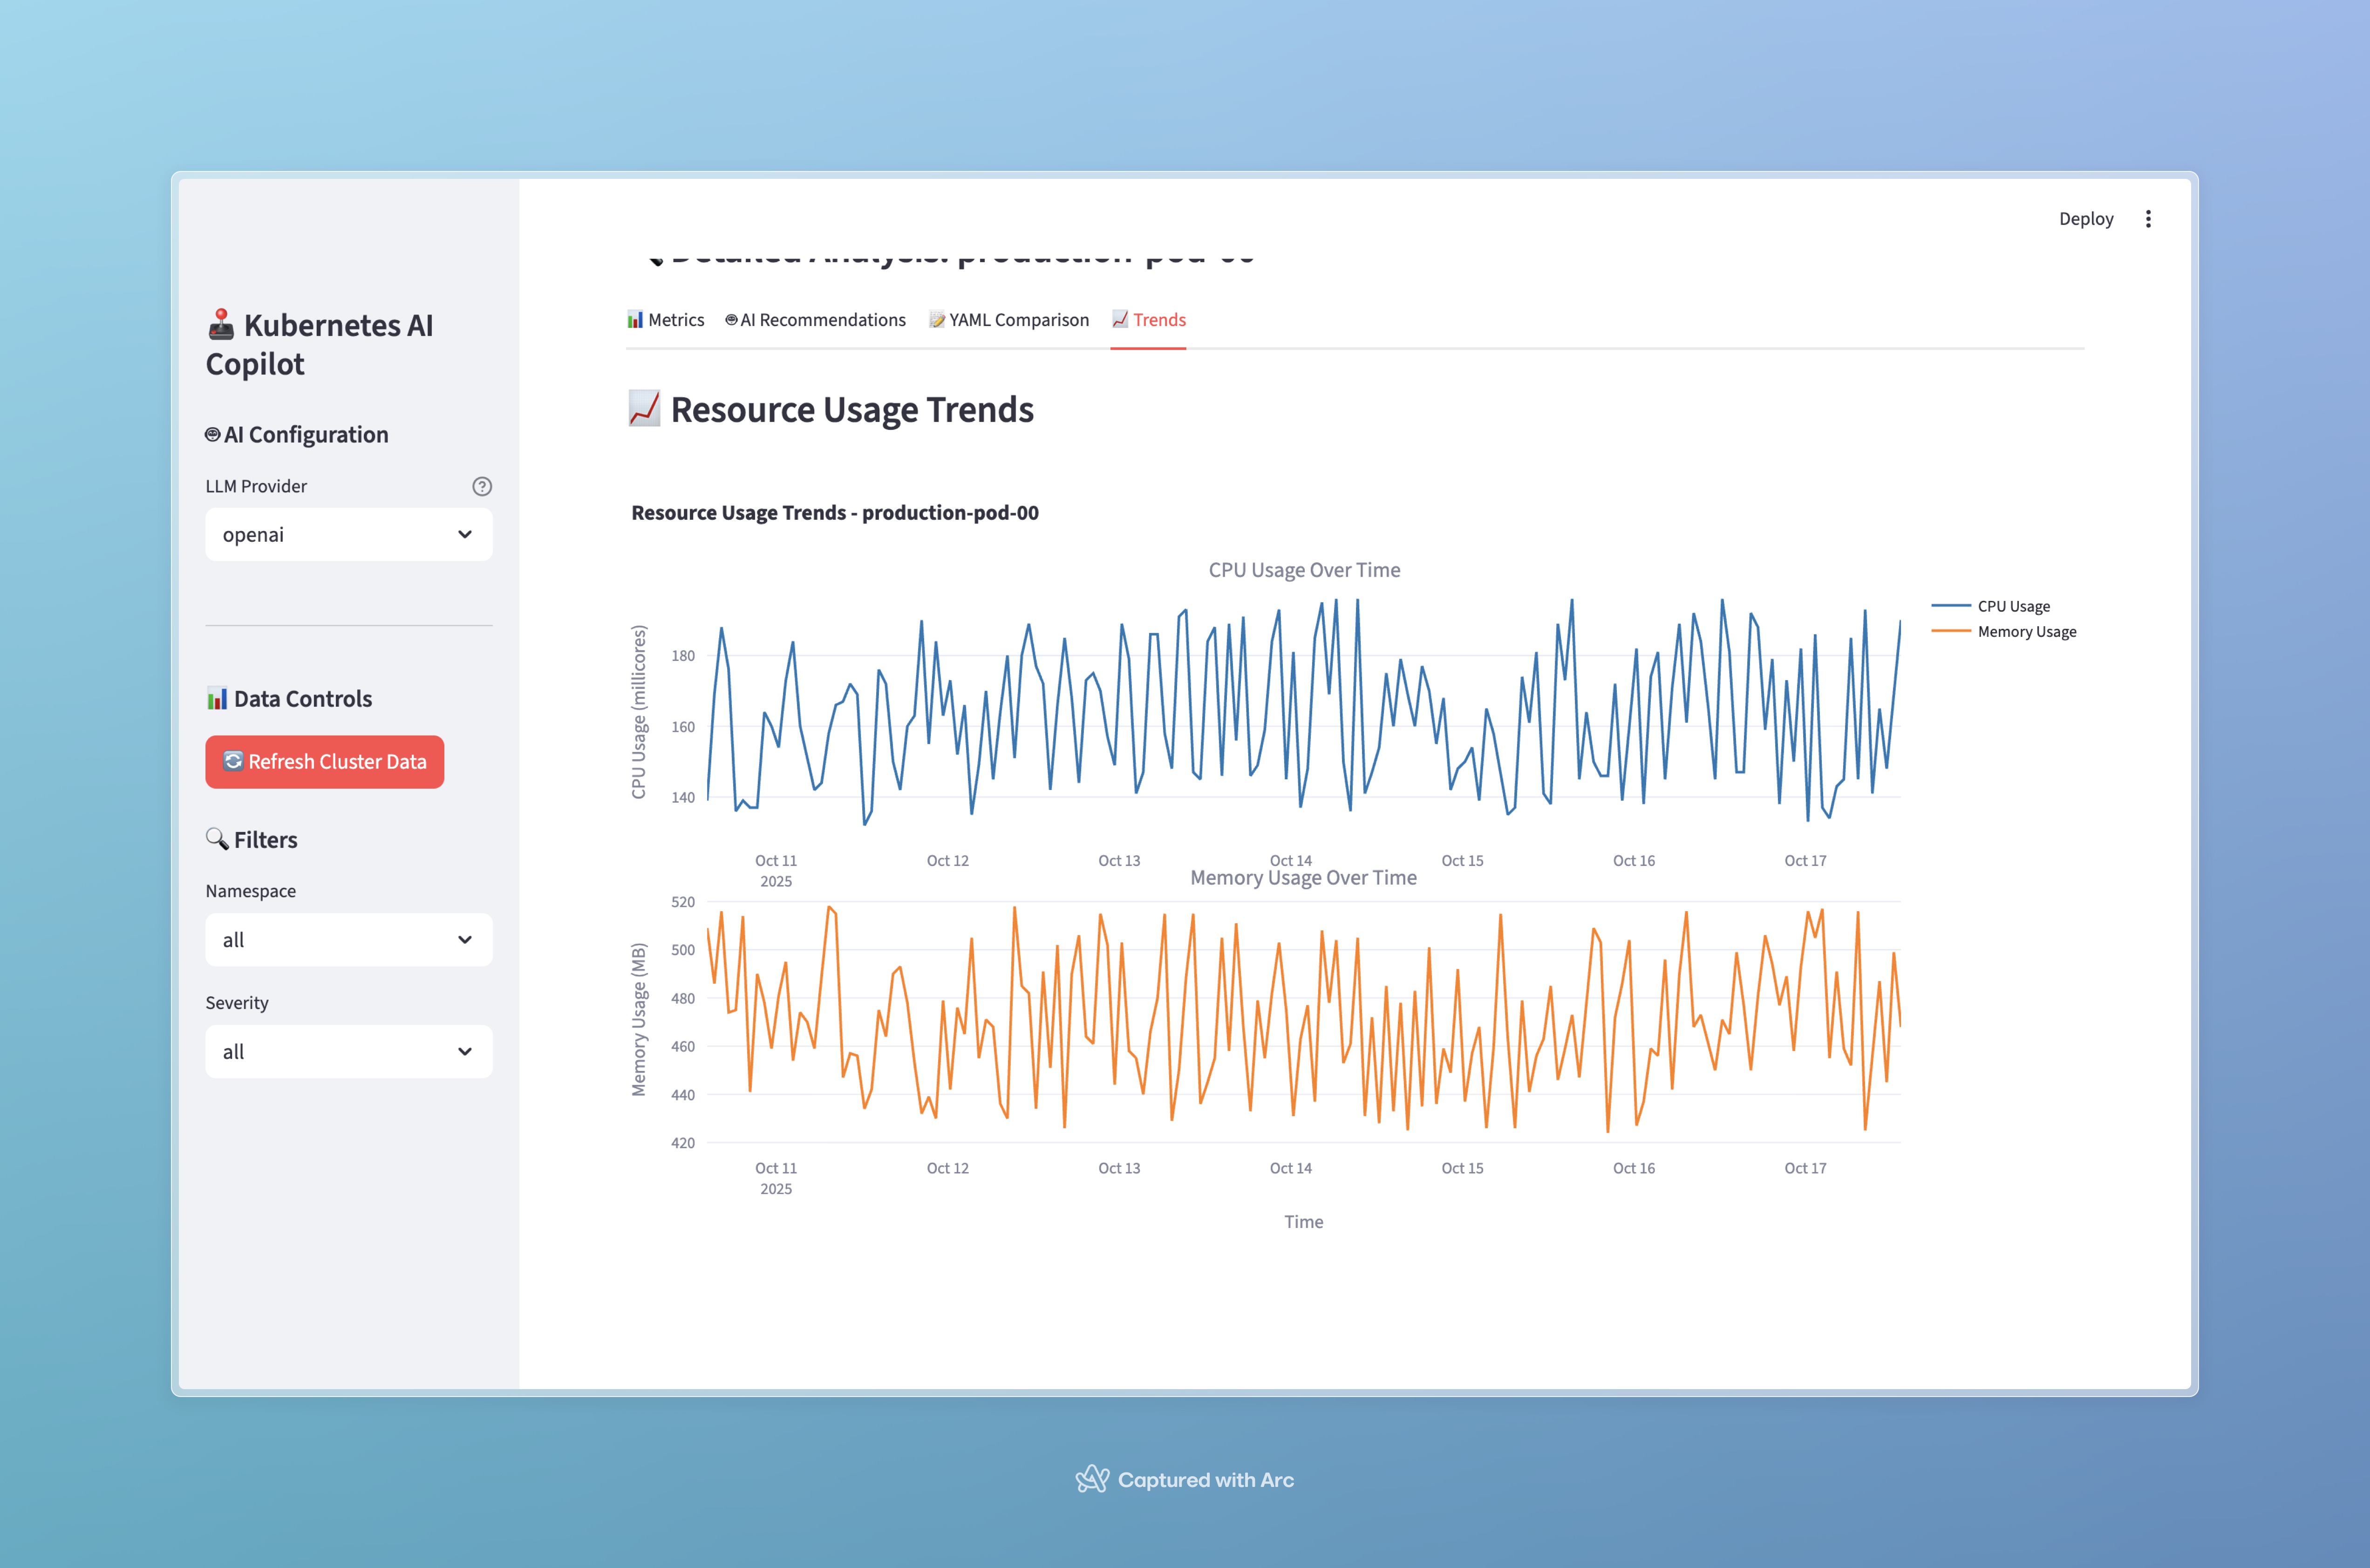 Deploy
Detailed Analysis: production-pod-00
Kubernetes AI
Copilot
AI Configuration
LLM Provider
openai
Data Controls
Refresh Cluster Data
Filters
Namespace
all
Severity
all
Metrics
AI Recommendations
YAML Comparison
Trends
Resource Usage Trends
Resource Usage Trends - production-pod-00
CPU Usage Over Time
CPU Usage
Memory Usage
CPU Usage (millicores)
180
160
140
Oct 11
2025
Oct 12
Oct 13
Oct 14
Oct 15
Oct 16
Oct 17
Memory Usage Over Time
Memory Usage (MB)
520
500
480
460
440
420
Oct 11
2025
Oct 12
Oct 13
Oct 14
Oct 15
Oct 16
Oct 17
Time
Captured with Arc